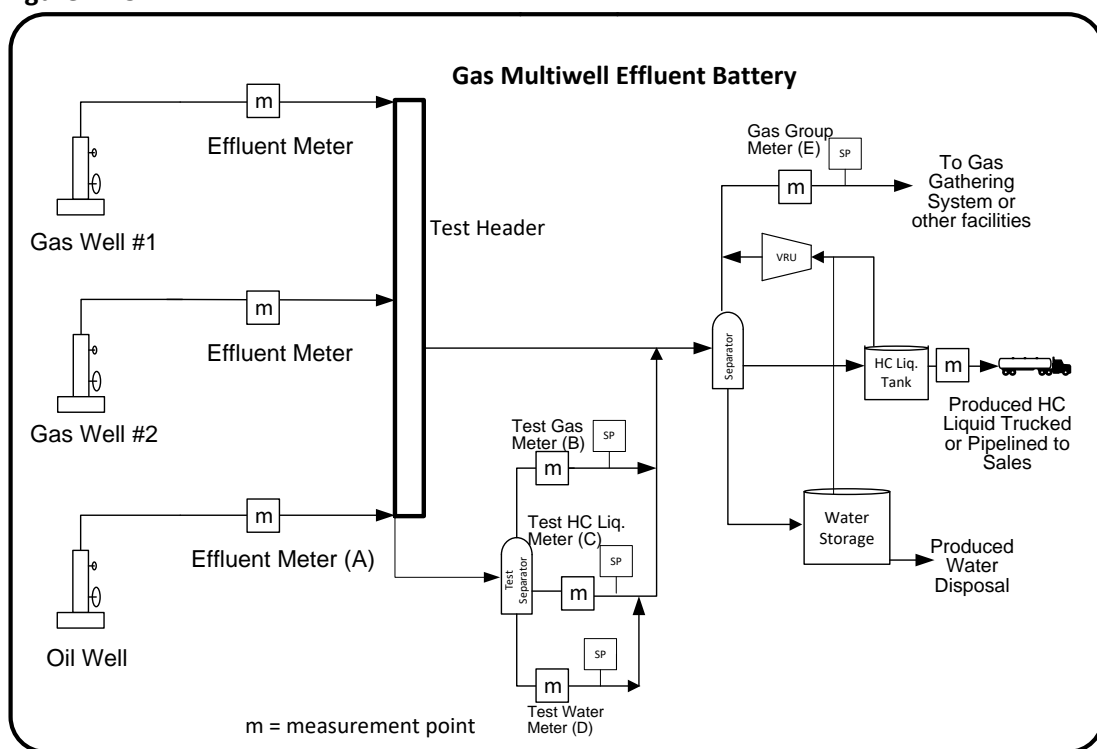 Gas Multiwell Effluent Battery
m
Effluent Meter
Gas Well #1
Test Header
m
Effluent Meter
Gas Well #2
m
Effluent Meter (A)
Oil Well
Gas Group
Meter (E)
SP
m
To Gas
Gathering
System or
other facilities
VRU
Separator
HC Liq.
Tank
m
Produced HC
Liquid Trucked
or Pipelined to
Sales
Water
Storage
Produced
Water
Disposal
Test Gas
Meter (B)
SP
m
Test HC Liq.
Meter (C)
SP
m
Test
Separator
SP
m
Test Water
Meter (D)
m = measurement point